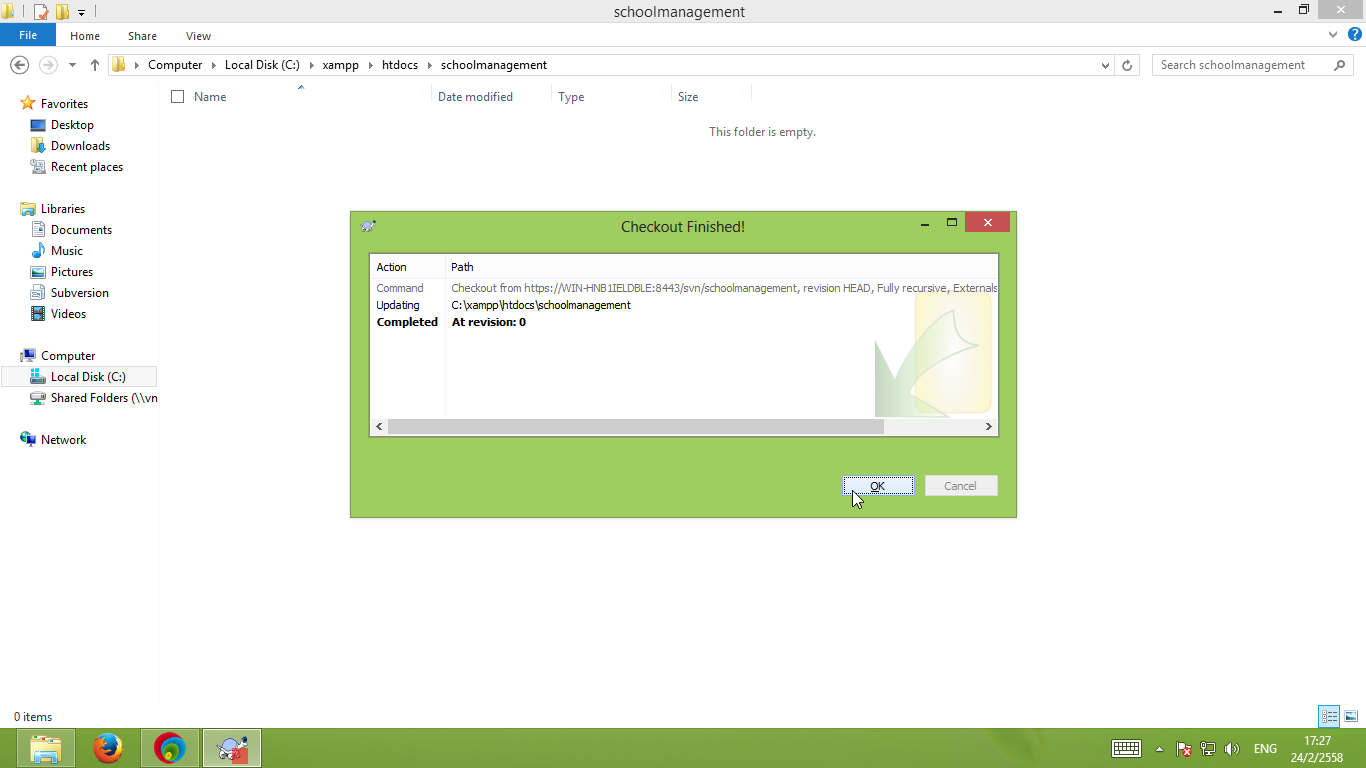 schoolmanagement
File Home Share View
Computer Local Disk (C:) xampp htdocs schoolmanagement
Search schoolmanagement
Name Date modified Type Size
This folder is empty.
Favorites
Desktop
Downloads
Recent places
Libraries
Documents
Music
Pictures
Subversion
Videos
Computer
Local Disk (C:)
Shared Folders (\\vn
Network
Checkout Finished!
Action Path
Command Checkout from https://WIN-HNB1IELDBLE:8443/svn/schoolmanagement, revision HEAD, Fully recursive, Externals
Updating C:\xampp\htdocs\schoolmanagement
Completed At revision: 0
OK Cancel
0 items
ENG
17:27
24/2/2558